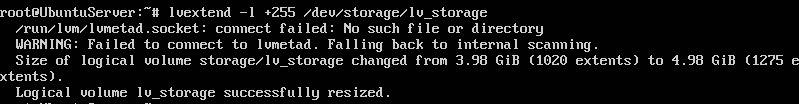 root@UbuntuServer:~# lvextend -l +255 /dev/storage/lv_storage
/run/lvm/lvmetad.socket: connect failed: No such file or directory
WARNING: Failed to connect to lvmetad. Falling back to internal scanning.
Size of logical volume storage/lv_storage changed from 3.98 GiB (1020 extents) to 4.98 GiB (1275 e
xtents).
Logical volume lv_storage successfully resized.